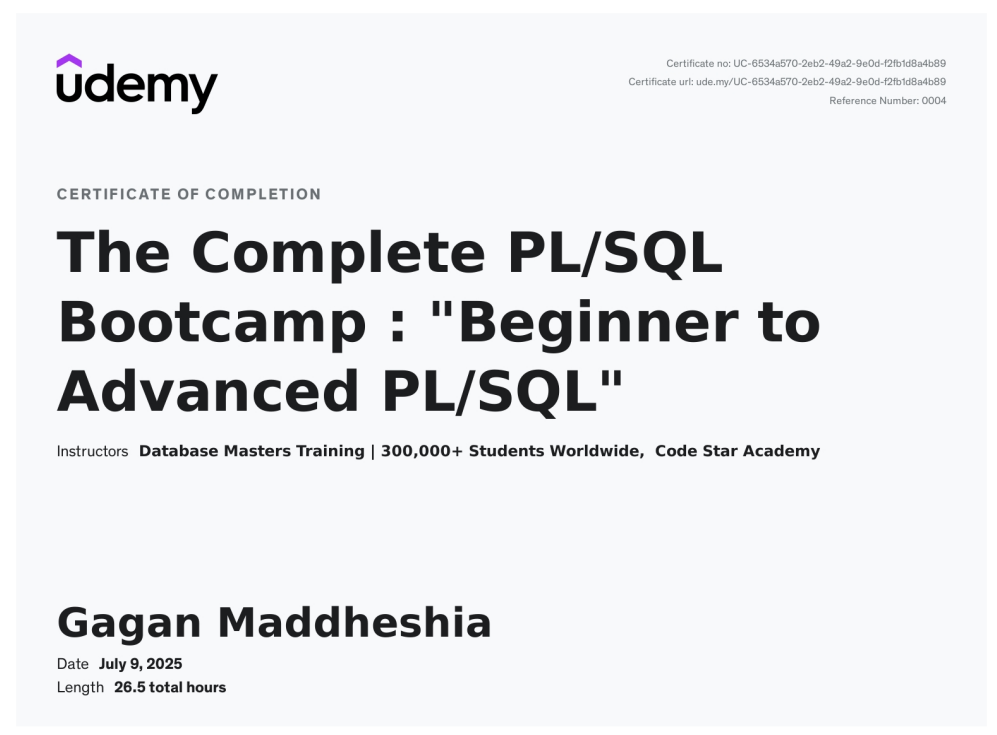 udemy
Certificate no: UC-6534a570-2eb2-49a2-9e0d-f2fb1d8a4b89
Certificate url: ude.my/UC-6534a570-2eb2-49a2-9e0d-f2fb1d8a4b89
Reference Number: 0004
CERTIFICATE OF COMPLETION
The Complete PL/SQL
Bootcamp : "Beginner to
Advanced PL/SQL"
Instructors Database Masters Training | 300,000+ Students Worldwide, Code Star Academy
Gagan Maddheshia
Date July 9, 2025
Length 26.5 total hours